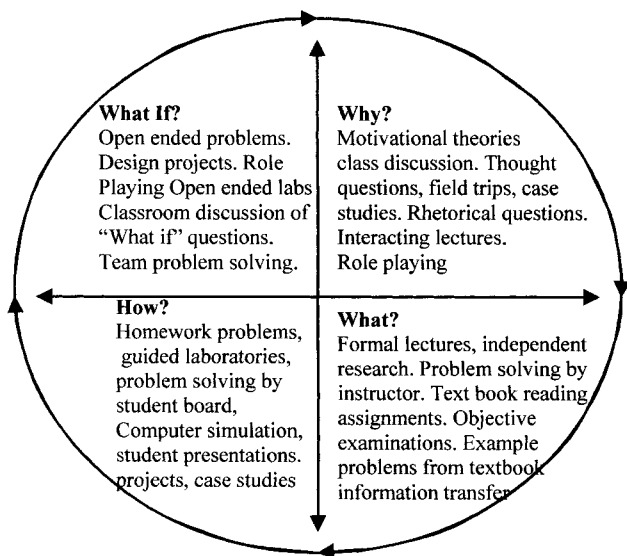 What If?
Open ended problems.
Design projects. Role
Playing Open ended labs
Classroom discussion of
“What if” questions.
Team problem solving.
Why?
Motivational theories
class discussion. Thought
questions, field trips, case
studies. Rhetorical questions.
Interacting lectures.
Role playing
How?
Homework problems,
guided laboratories,
problem solving by
student board,
Computer simulation,
student presentations.
projects, case studies
What?
Formal lectures, independent
research. Problem solving by
instructor. Text book reading
assignments. Objective
examinations. Example
problems from textbook
information transfer